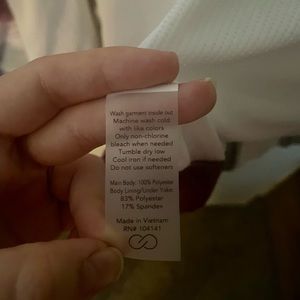 Wash garment inside out
Machine wash cold
with like colors
Only non-chlorine
bleach when needed
Tumble dry low
Cool iron if needed
Do not use softeners
Main Body: 100% Polyester
Body Lining/Under Yoke:
83% Polyester
17% Spandex
Made in Vietnam
RN# 104141